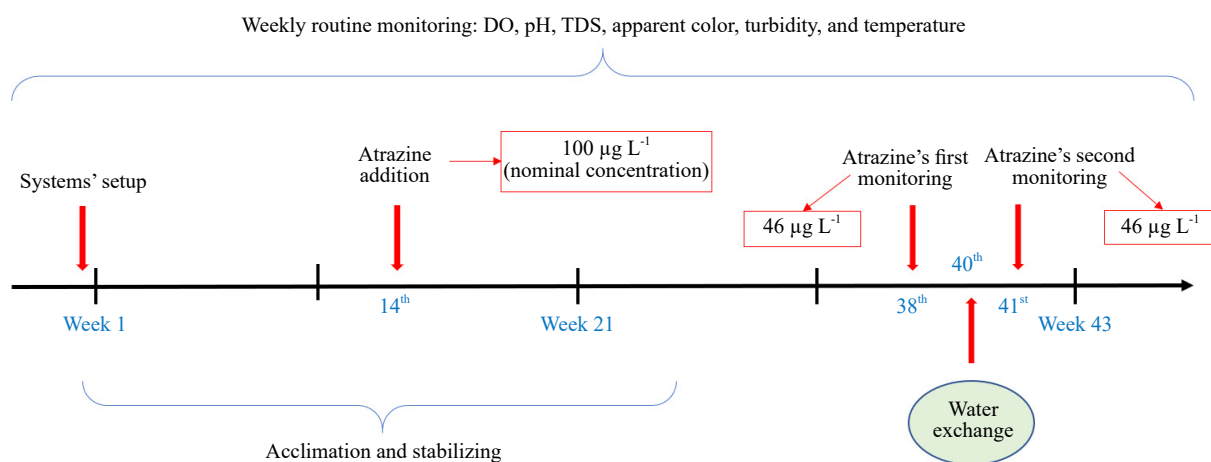 Weekly routine monitoring: DO, pH, TDS, apparent color, turbidity, and temperature
Systems’ setup
Atrazine
addition
100 µg L⁻¹
(nominal concentration)
Atrazine’s first
monitoring
Atrazine’s second
monitoring
46 µg L⁻¹
46 µg L⁻¹
40ᵗʰ
Week 1
14ᵗʰ
Week 21
38ᵗʰ
41ˢᵗ
Week 43
Water
exchange
Acclimation and stabilizing